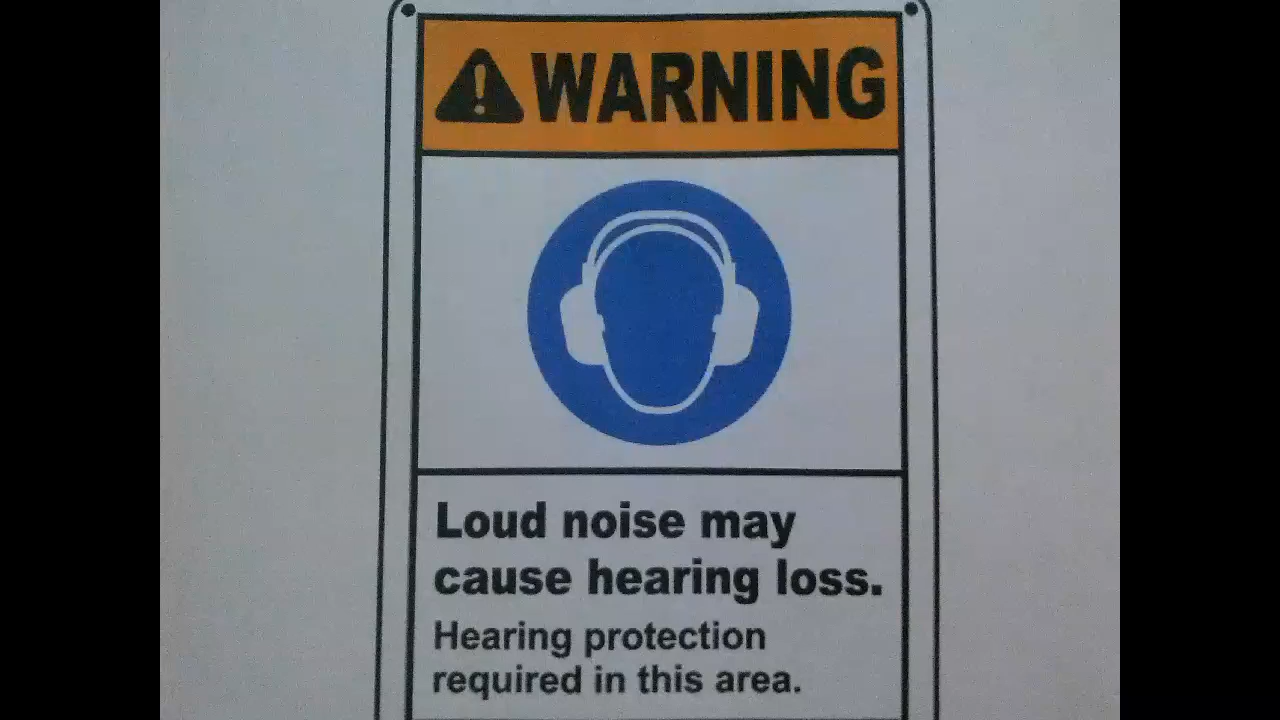 WARNING
Loud noise may
cause hearing loss.
Hearing protection
required in this area.